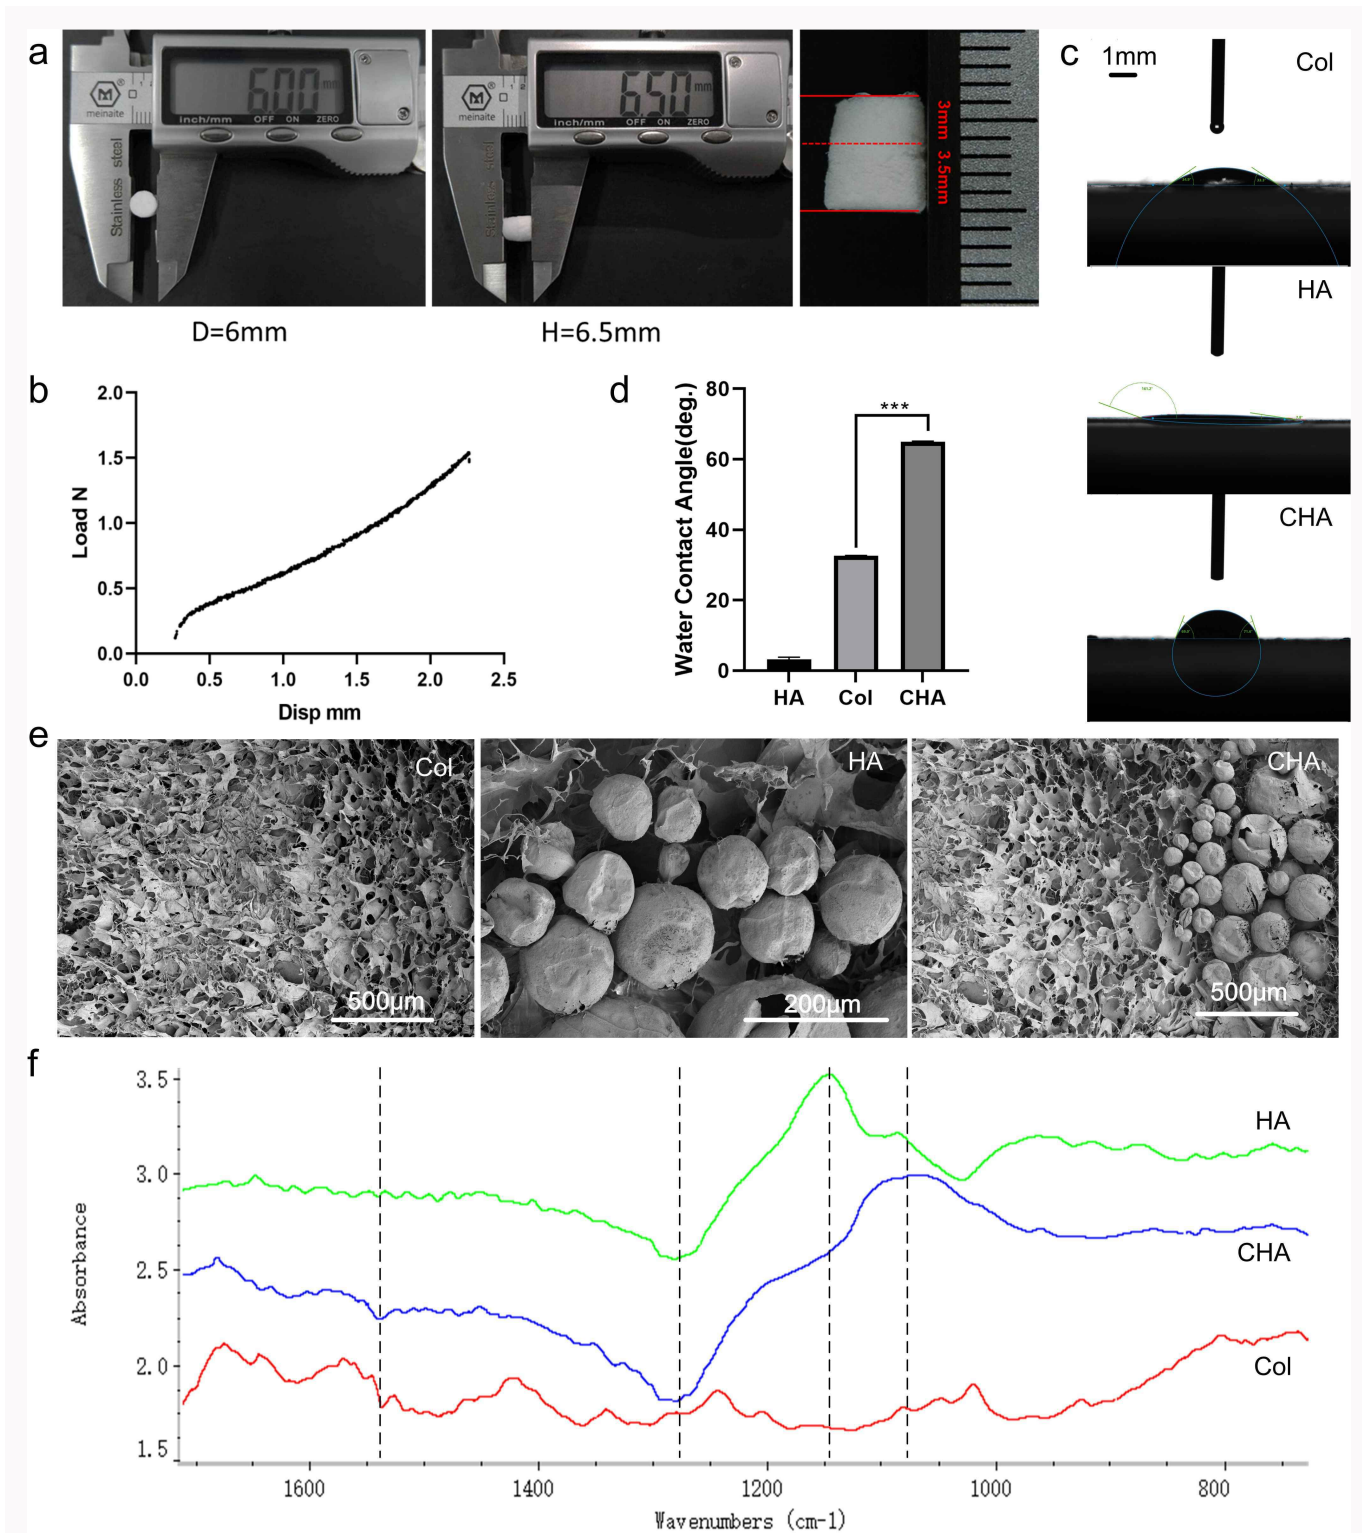 a
meinaite
Stainless steel
6.00 mm
inch/mm OFF ON ZERO
D=6mm
meinaite
Stainless steel
6.50 mm
inch/mm OFF ON ZERO
H=6.5mm
3mm 3.5mm
c
1mm
Col
HA
CHA
b
2.0
1.5
1.0
0.5
0.0
Load N
0.0 0.5 1.0 1.5 2.0 2.5
Disp mm
d
80
60
40
20
0
Water Contact Angle(deg.)
***
HA Col CHA
e
Col
500μm
HA
200μm
CHA
500μm
f
3.5
3.0
2.5
2.0
1.5
Absorbance
HA
CHA
Col
1600 1400 1200 1000 800
Wavenumbers (cm-1)